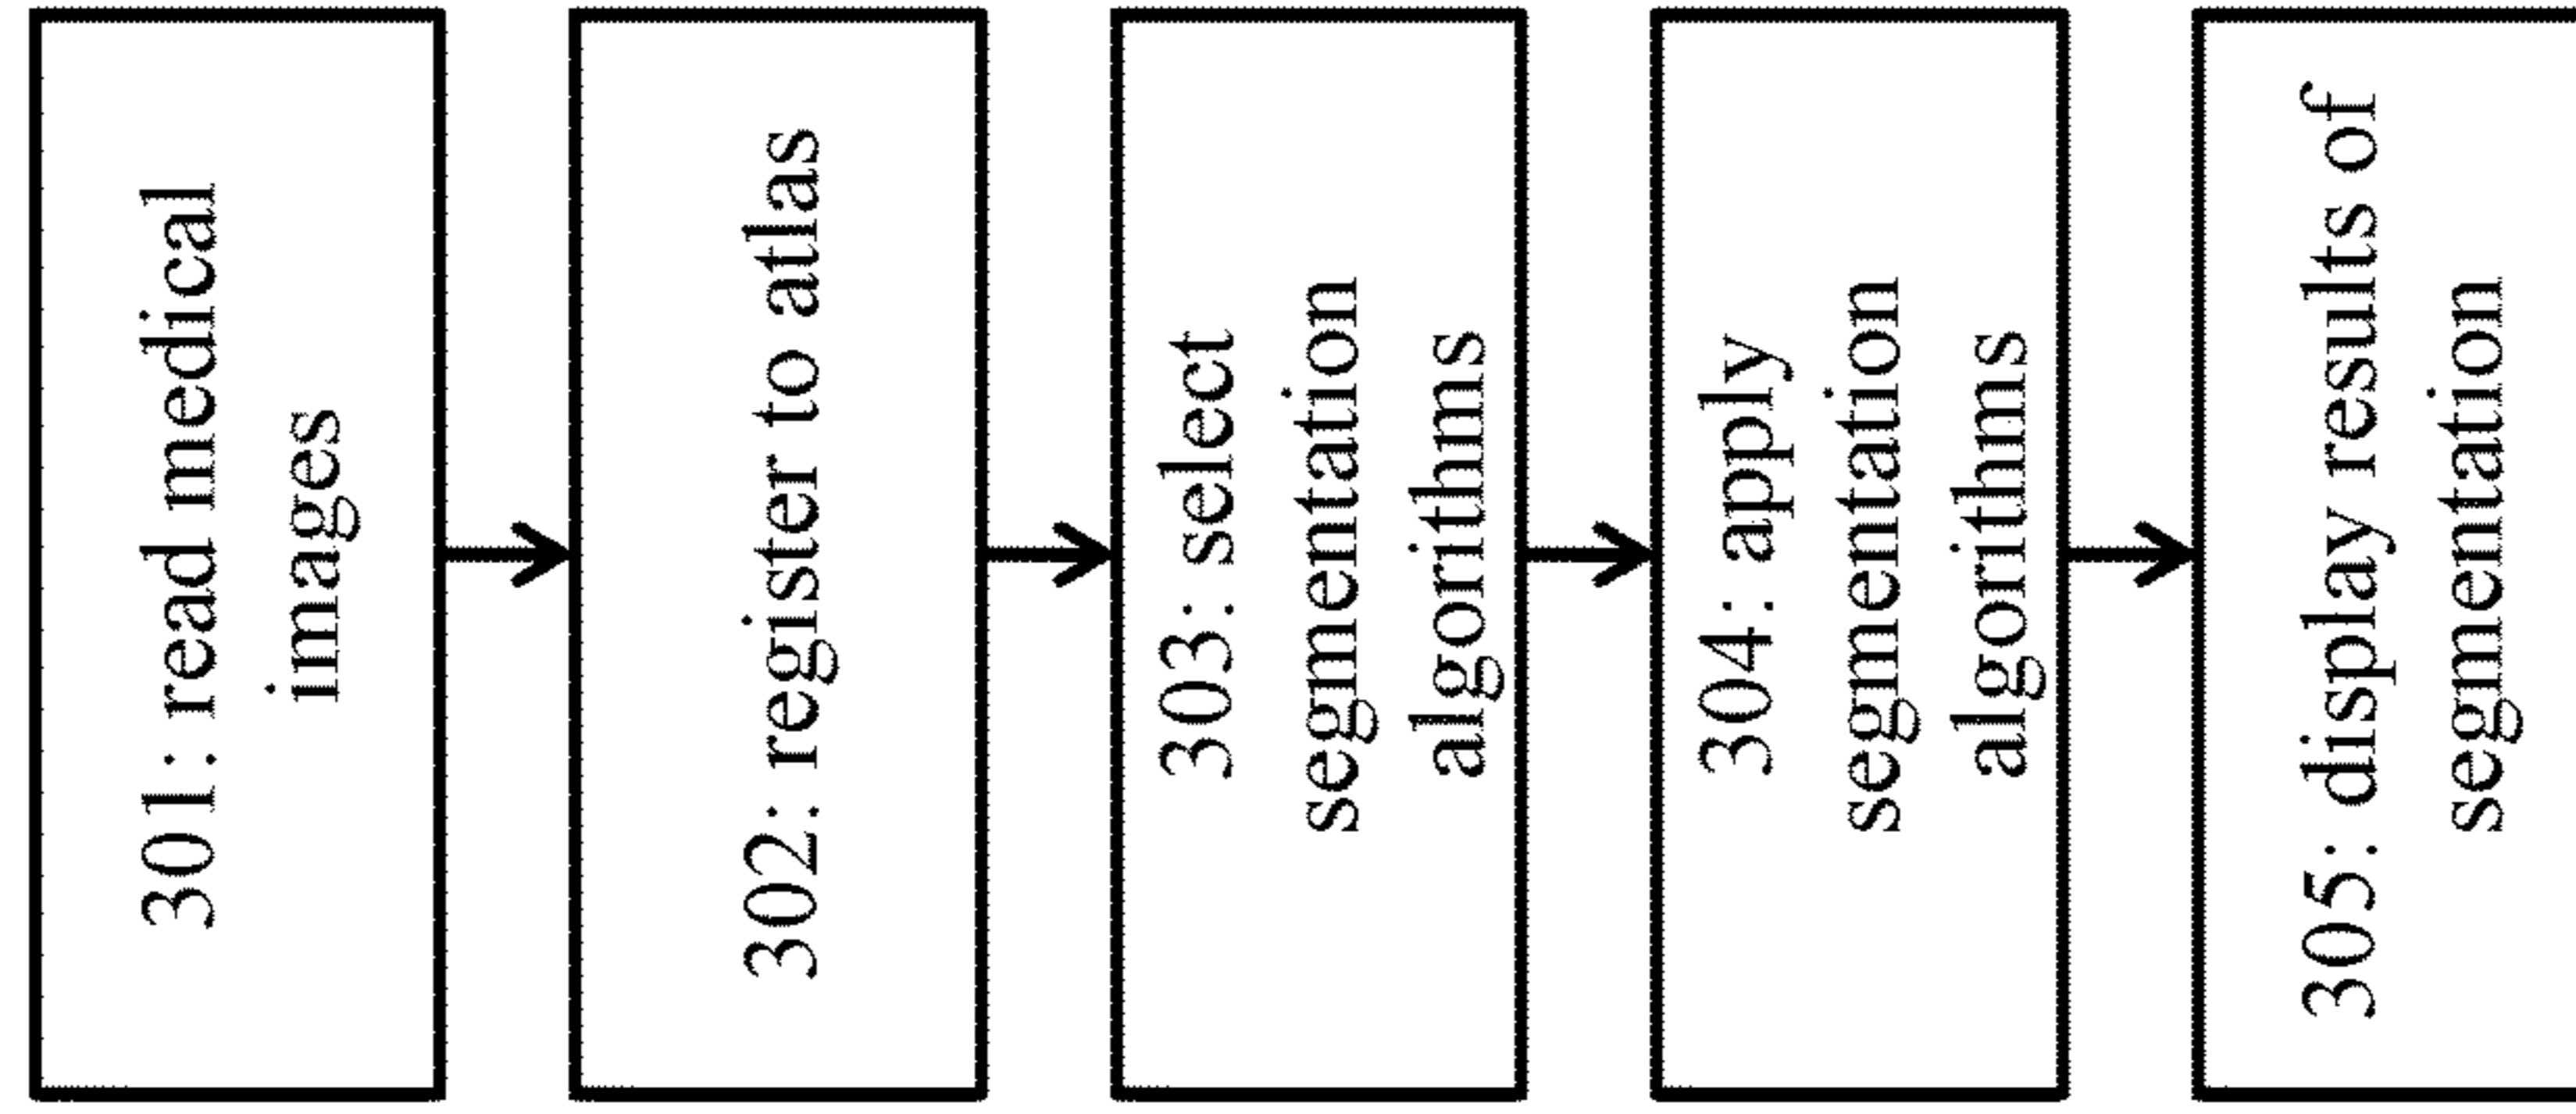 301: read medical
images
302: register to atlas
303: select
segmentation
algorithms
304: apply
segmentation
algorithms
305: display results of
segmentation